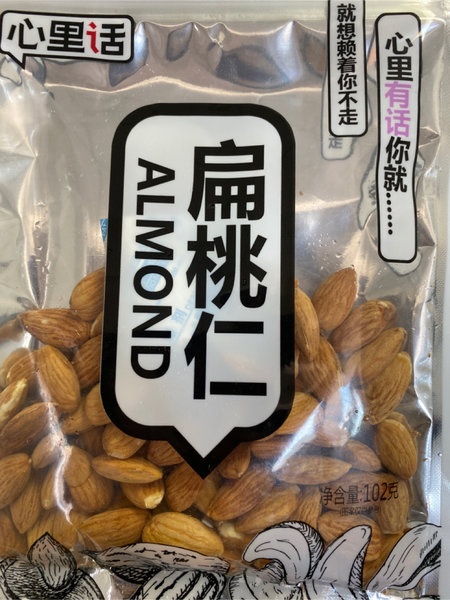 心里话
就想赖着你不走
心里有话你就……
走
扁桃仁
ALMOND
净含量:102克